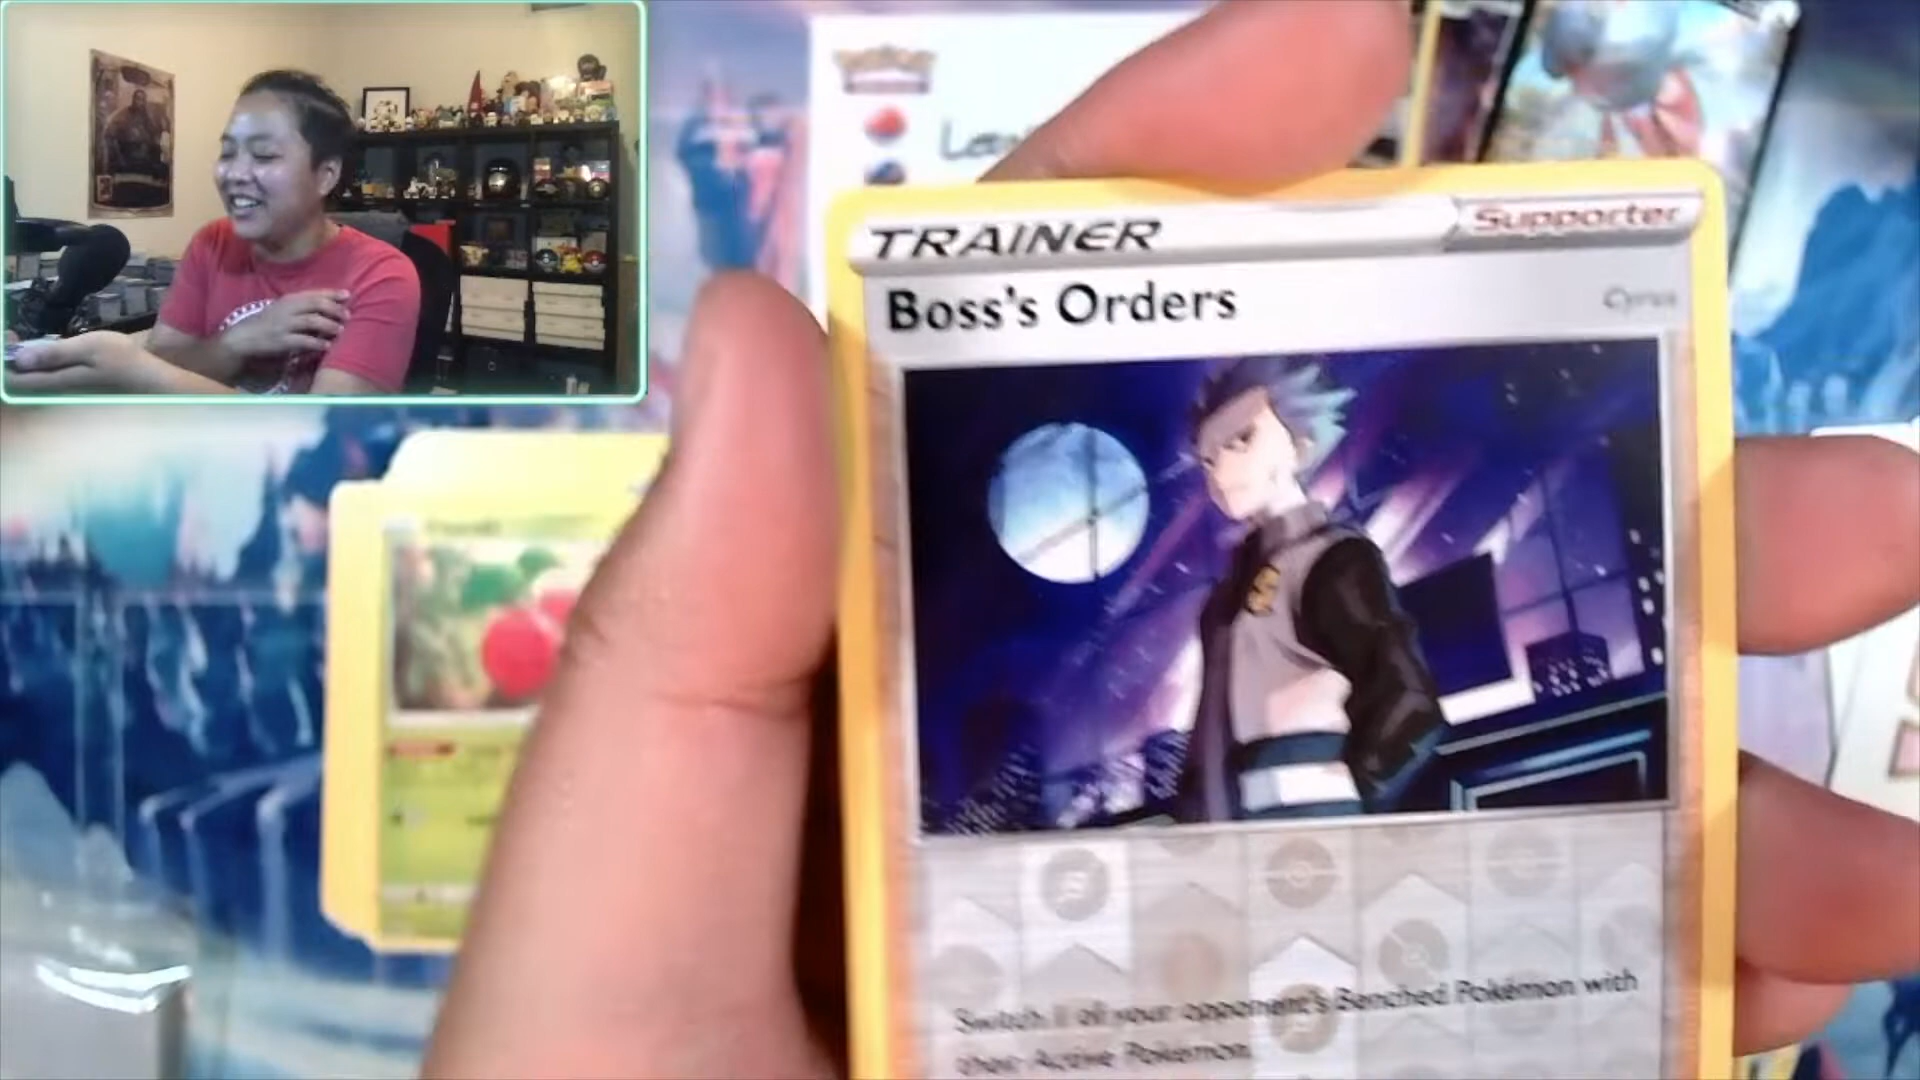 TRAINER
Supporter
Boss's Orders
Cyrus
Switch 1 of your opponent's Benched Pokémon with
their Active Pokémon.